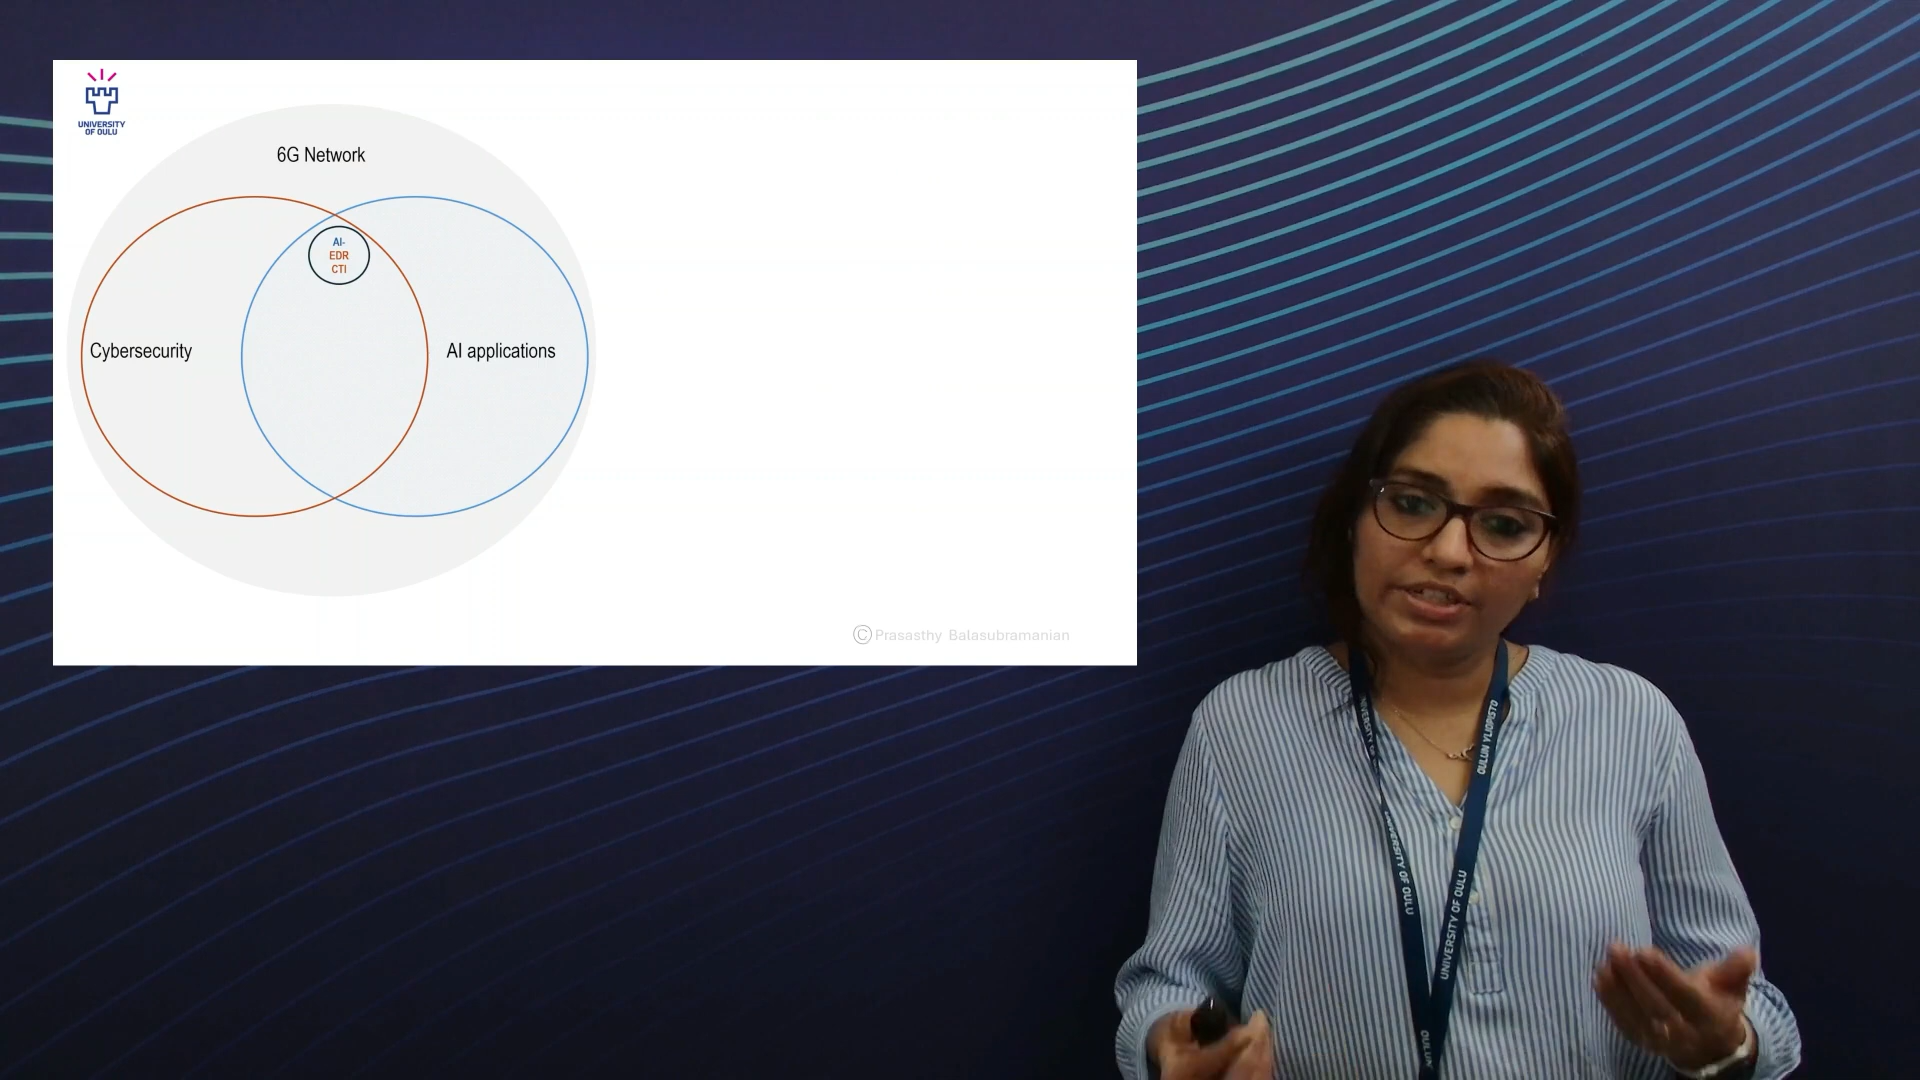 UNIVERSITY
OF OULU
6G Network
AI-
EDR
CTI
Cybersecurity
AI applications
© Prasasthy Balasubramanian
UNIVERSITY OF OULU
OULUN YLIOPISTO
UNIVERSITY OF OULU